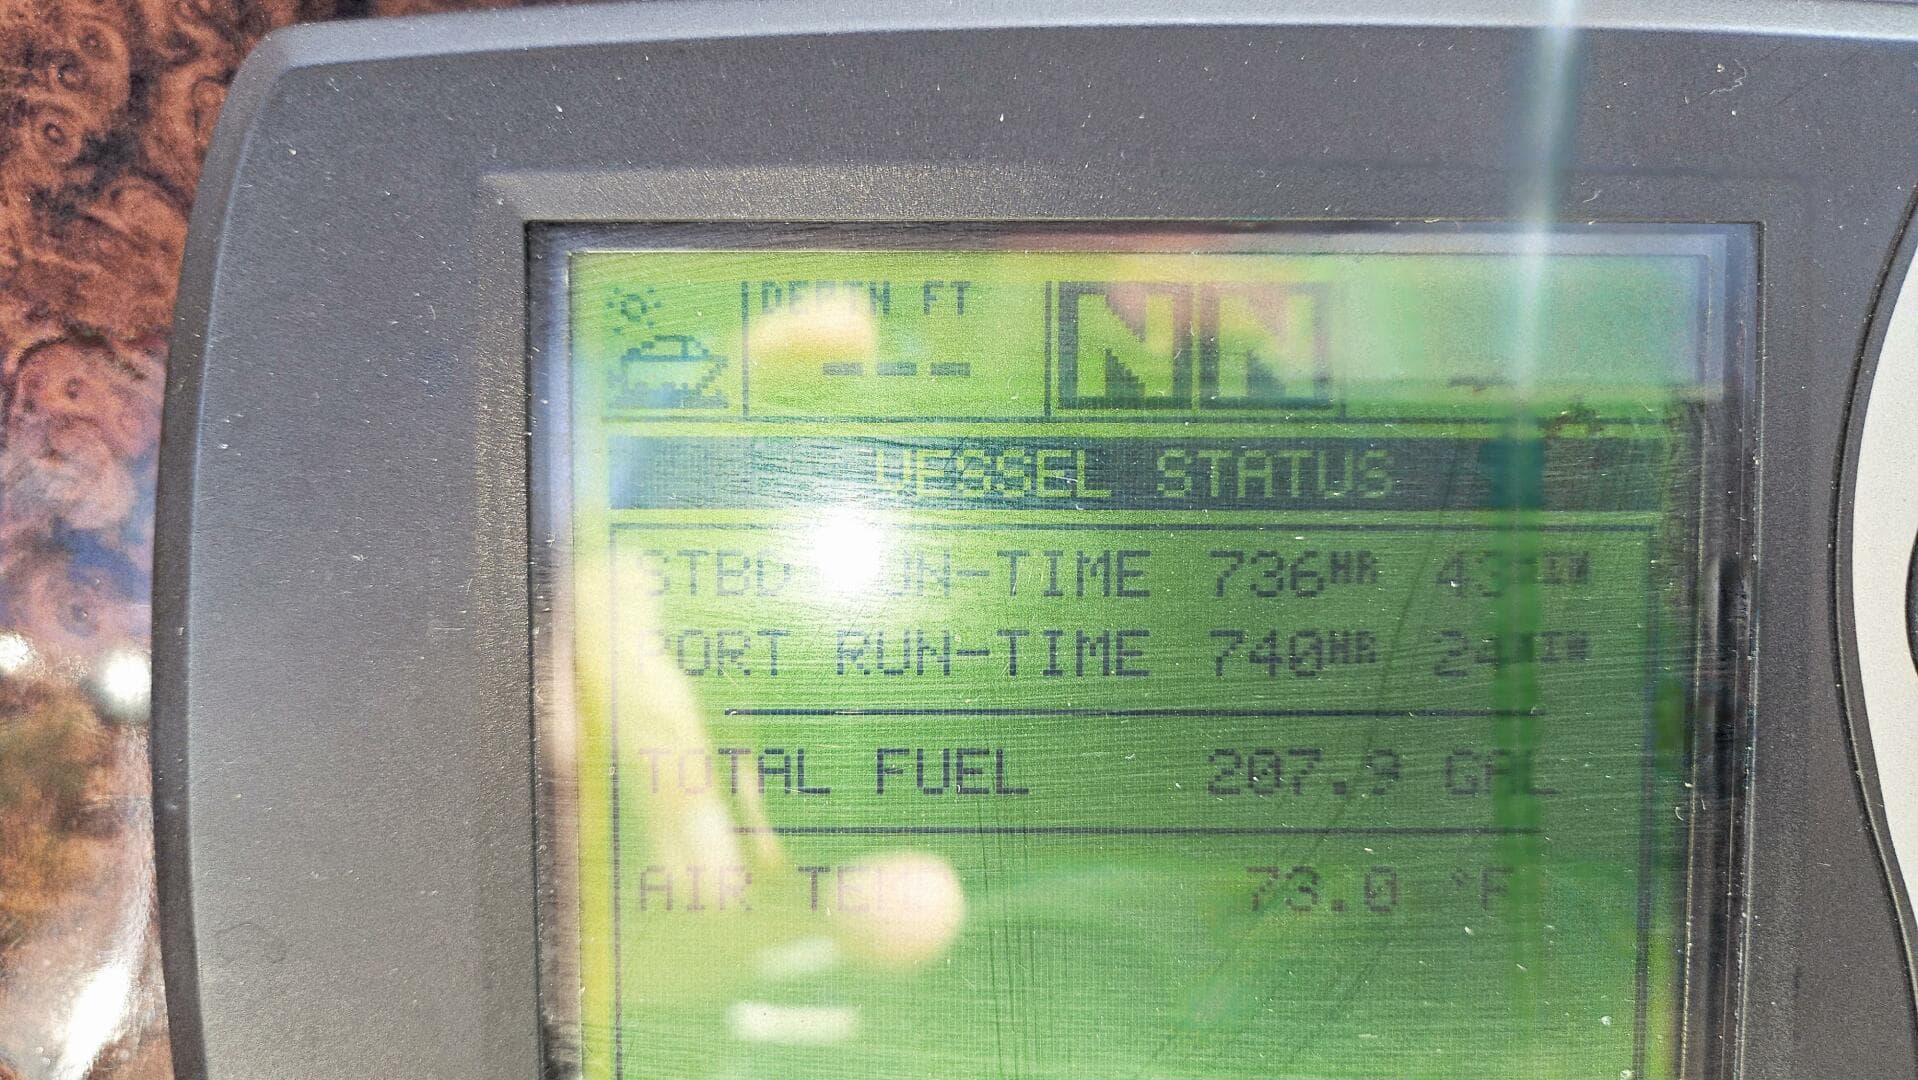 DEPTH FT
---
N N
VESSEL STATUS
STBD RUN-TIME 736HR 43MIN
PORT RUN-TIME 740HR MIN
TOTAL FUEL 207.9 GAL
AIR TEMP 73.0 °F